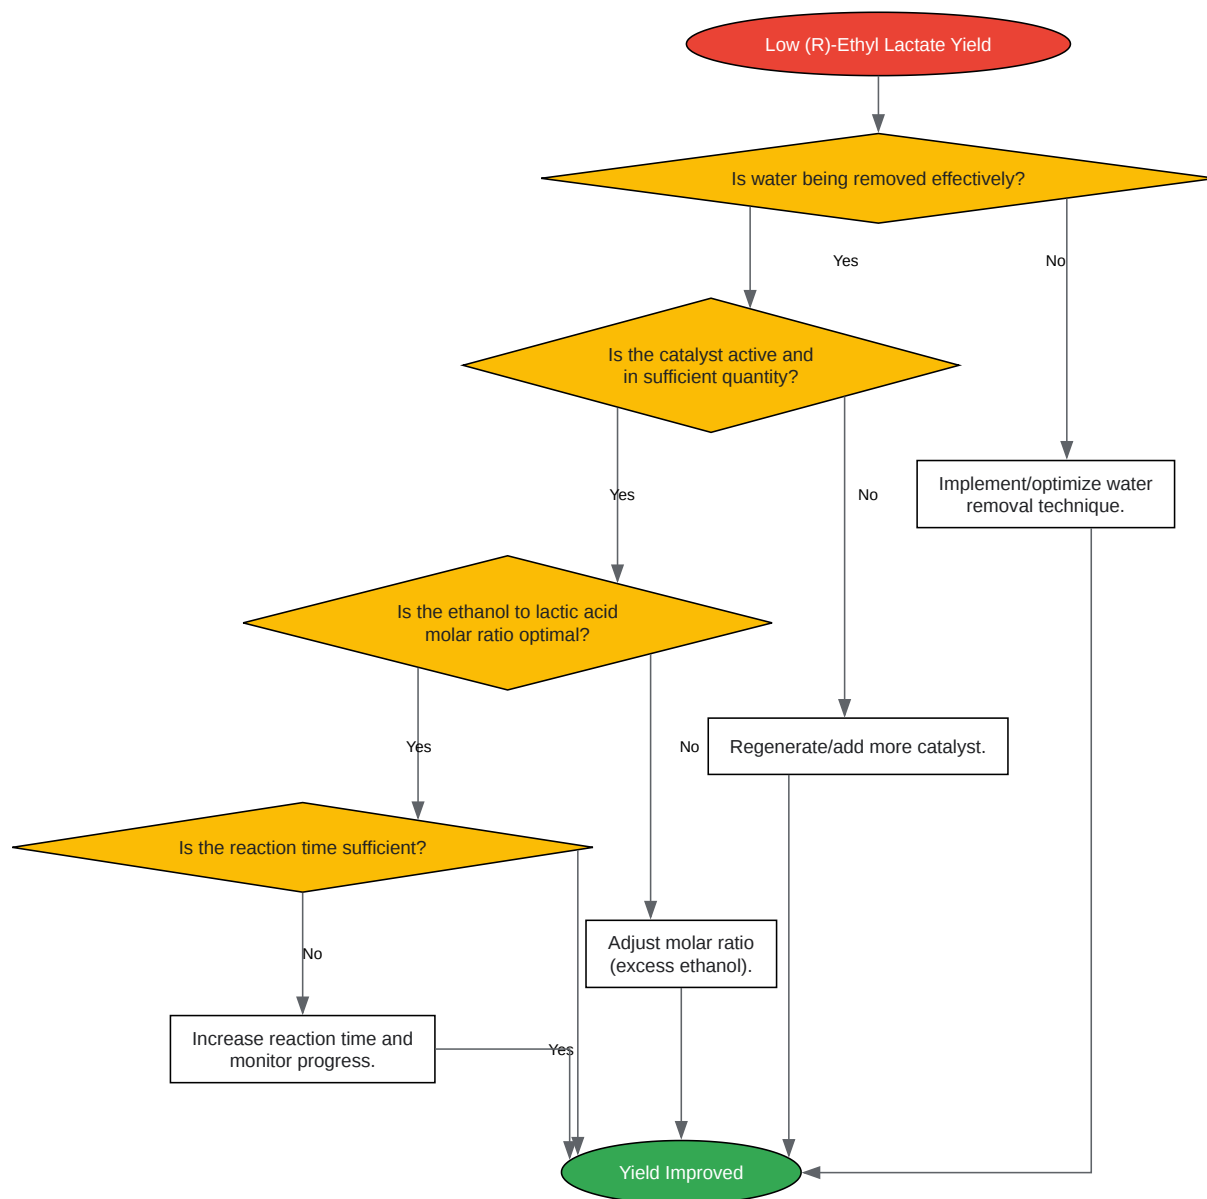 Low (R)-Ethyl Lactate Yield
Is water being removed effectively?
Yes
No
Is the catalyst active and
in sufficient quantity?
Yes
No
Implement/optimize water
removal technique.
Is the ethanol to lactic acid
molar ratio optimal?
Yes
No
Regenerate/add more catalyst.
Is the reaction time sufficient?
No
Adjust molar ratio
(excess ethanol).
Increase reaction time and
monitor progress.
Yes
Yield Improved